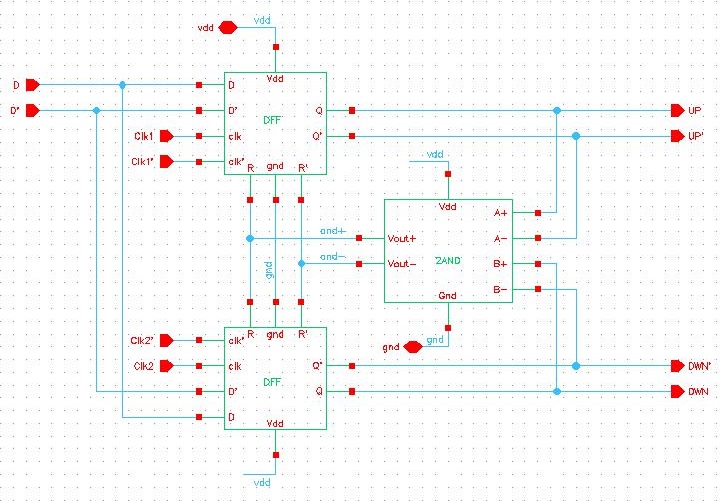 vdd vdd
Vdd
D D Q UP
D' D' DFF
Clk1 clk Q' UP'
Clk1' clk'
R gnd R'
vdd
Vdd
A+
and+ Vout+ A-
and- Vout- 2AND B+
gnd
B-
Gnd
R gnd R'
Clk2' clk' gnd gnd
Clk2 clk Q' DWN'
DFF
D' Q DWN
D
Vdd
vdd